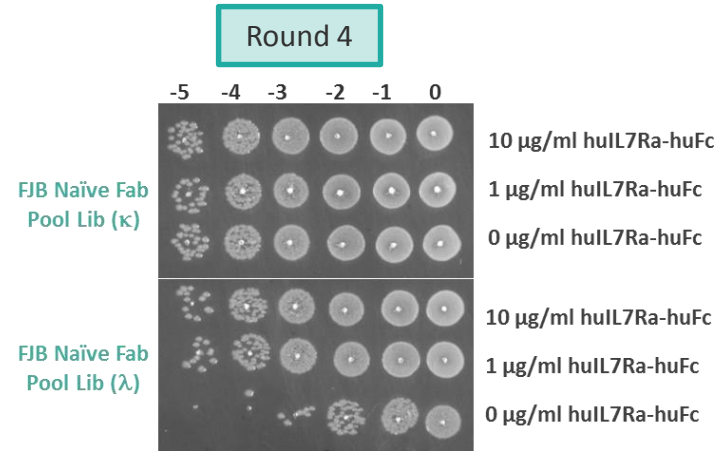 Round 4
-5 -4 -3 -2 -1 0
FJB Naïve Fab
Pool Lib (κ)
10 µg/ml huIL7Ra-huFc
1 µg/ml huIL7Ra-huFc
0 µg/ml huIL7Ra-huFc
FJB Naïve Fab
Pool Lib (λ)
10 µg/ml huIL7Ra-huFc
1 µg/ml huIL7Ra-huFc
0 µg/ml huIL7Ra-huFc